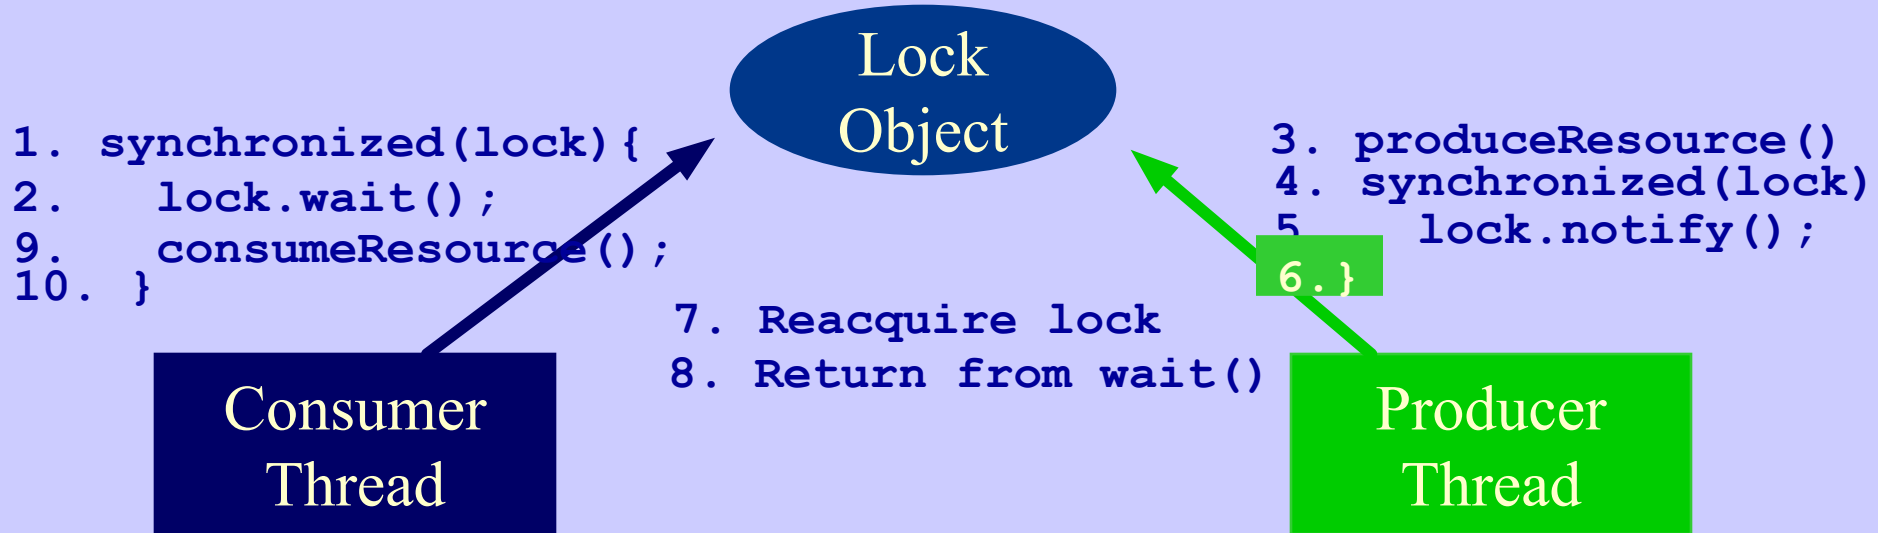 Lock
Object
1. synchronized(lock){
2. lock.wait();
9. consumeResource();
10. }
3. produceResource()
4. synchronized(lock)
5 lock.notify();
6.}
7. Reacquire lock
8. Return from wait()
Consumer
Thread
Producer
Thread